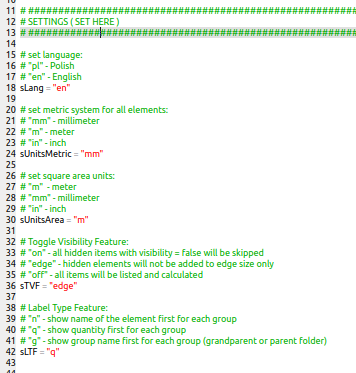 11 # ############################################################
12 # SETTINGS ( SET HERE )
13 # ############################################################
14
15 # set language:
16 # "pl" - Polish
17 # "en" - English
18 sLang = "en"
19
20 # set metric system for all elements:
21 # "mm" - millimeter
22 # "m" - meter
23 # "in" - inch
24 sUnitsMetric = "mm"
25
26 # set square area units:
27 # "m"  - meter
28 # "mm" - millimeter
29 # "in" - inch
30 sUnitsArea = "m"
31
32 # Toggle Visibility Feature:
33 # "on" - all hidden items with visibility = false will be skipped
34 # "edge" - hidden elements will not be added to edge size only
35 # "off" - all items will be listed and calculated
36 sTVF = "edge"
37
38 # Label Type Feature:
39 # "n" - show name of the element first for each group
40 # "q" - show quantity first for each group
41 # "g" - show group name first for each (grandparent or parent folder)
42 sLTF = "q"
43